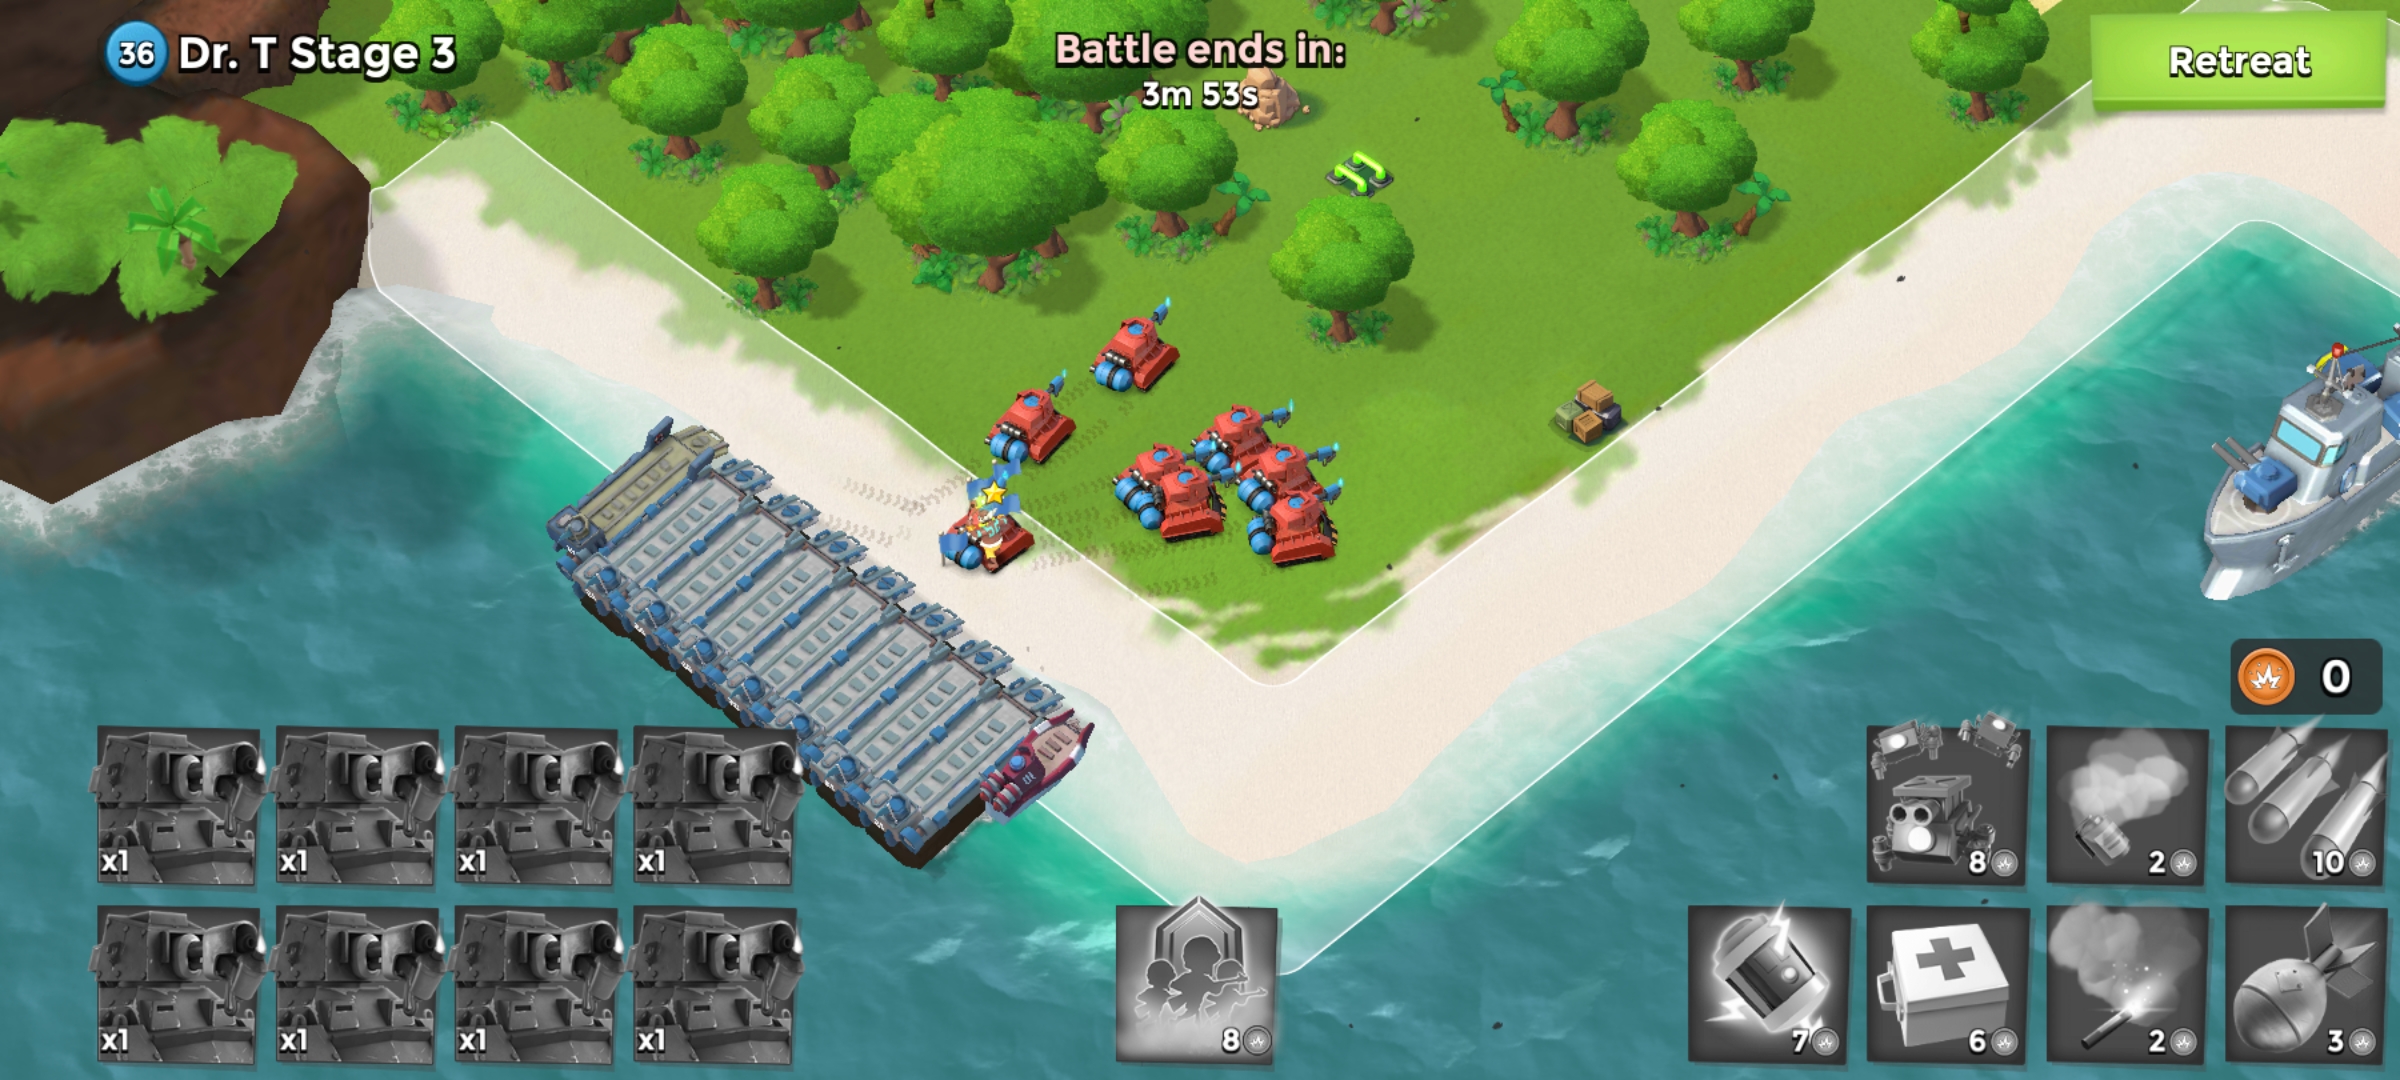 36 Dr. T Stage 3
Battle ends in:
3m 53s
Retreat
0
x1 x1 x1 x1
8 2 10
x1 x1 x1 x1
8
7 6 2 3